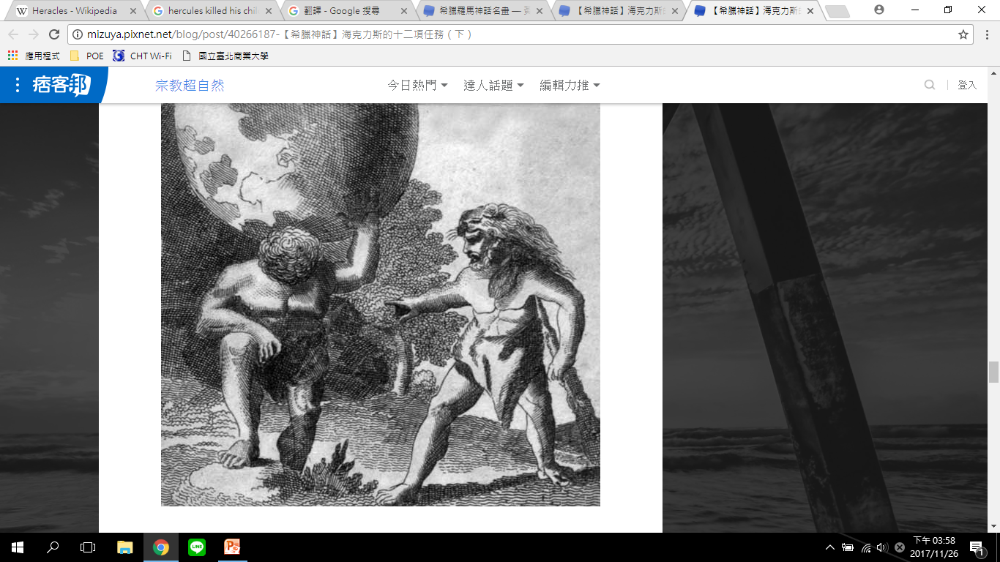 Heracles - Wikipedia
hercules killed his chil
翻譯 - Google 搜尋
希臘羅馬神話名畫 — 黃
【希臘神話】海克力斯的
【希臘神話】海克力斯的
mizuya.pixnet.net/blog/post/40266187-【希臘神話】海克力斯的十二項任務（下）
應用程式 POE CHT Wi-Fi 國立臺北商業大學
痞客邦 宗教超自然 今日熱門 達人話題 編輯力推 登入
下午 03:58
2017/11/26
1